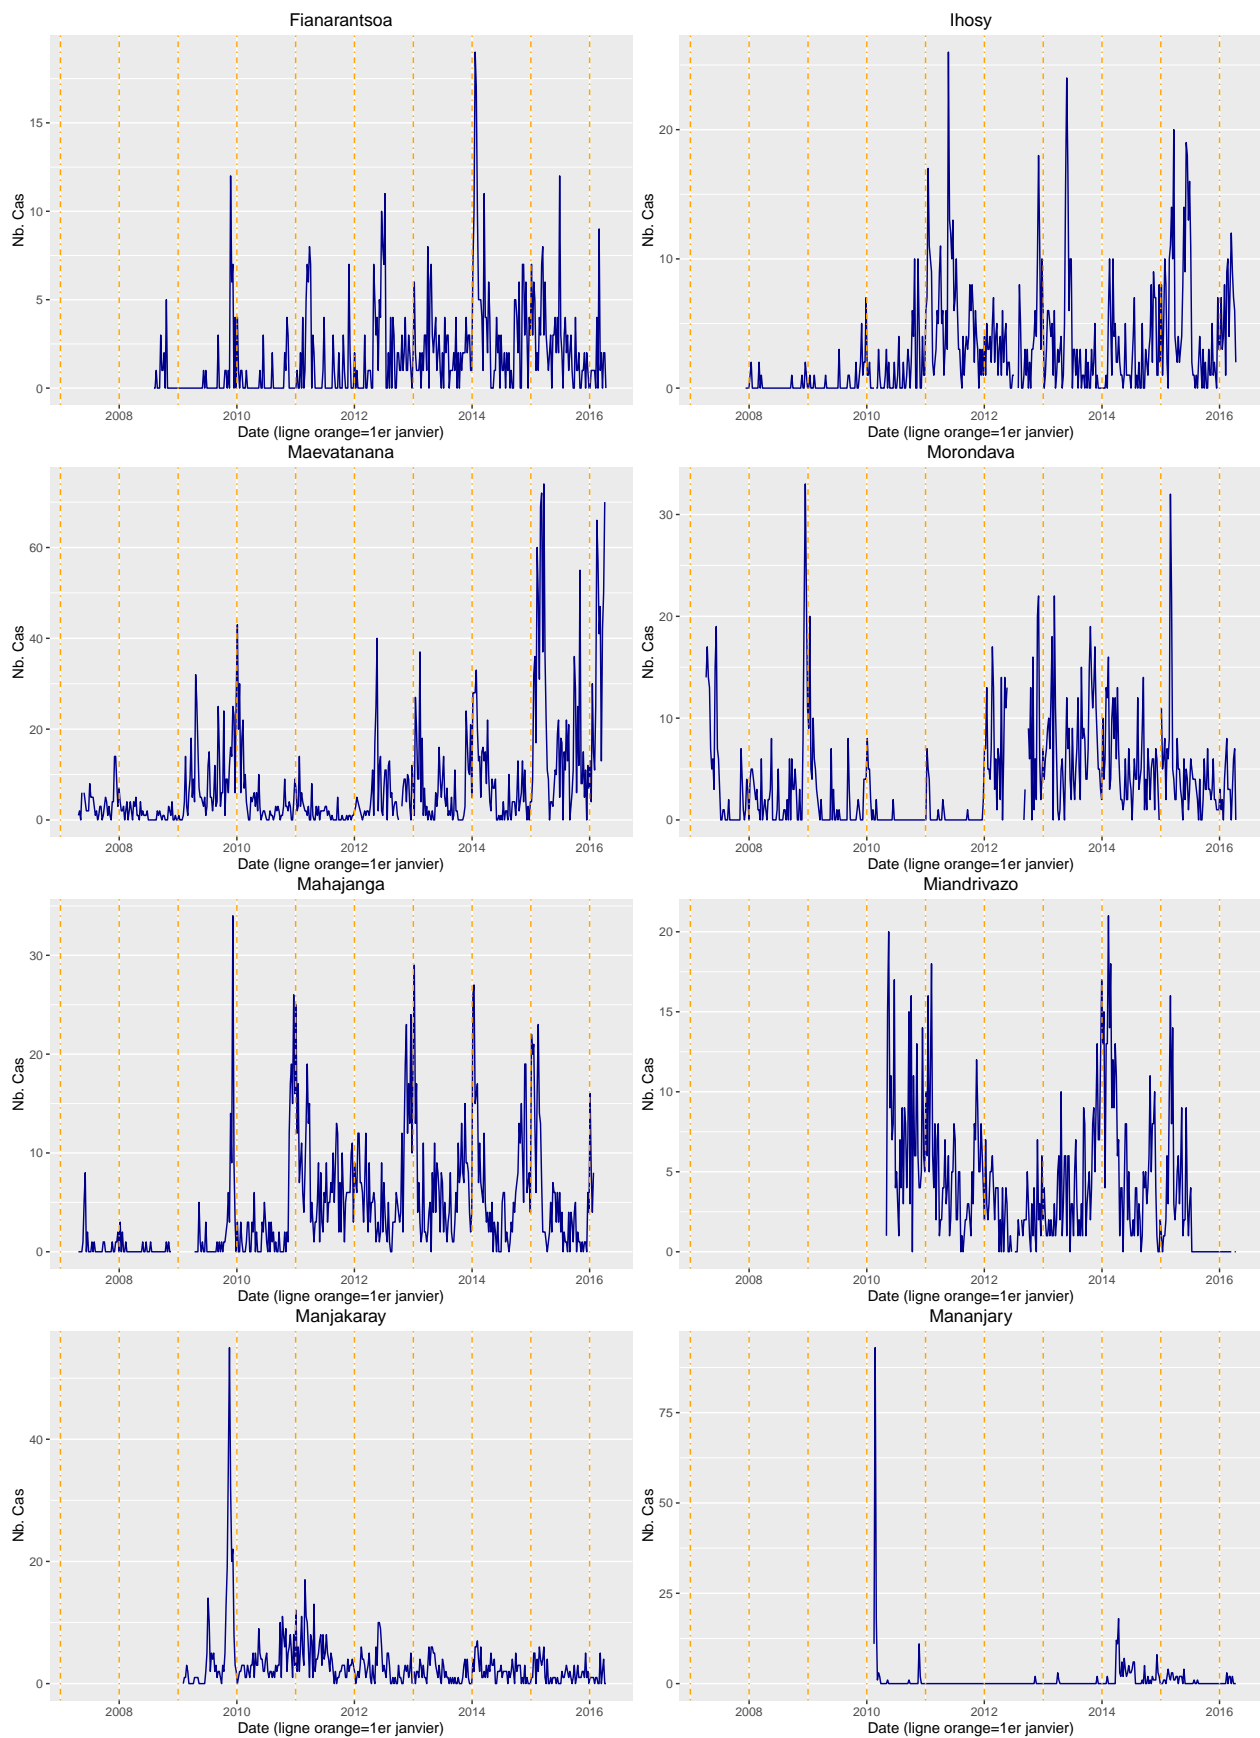 Fianarantsoa
Nb. Cas
15
10
5
0
2008 2010 2012 2014 2016
Date (ligne orange=1er janvier)
Ihosy
Nb. Cas
20
10
0
2008 2010 2012 2014 2016
Date (ligne orange=1er janvier)
Maevatanana
Nb. Cas
60
40
20
0
2008 2010 2012 2014 2016
Date (ligne orange=1er janvier)
Morondava
Nb. Cas
30
20
10
0
2008 2010 2012 2014 2016
Date (ligne orange=1er janvier)
Mahajanga
Nb. Cas
30
20
10
0
2008 2010 2012 2014 2016
Date (ligne orange=1er janvier)
Miandrivazo
Nb. Cas
20
15
10
5
0
2008 2010 2012 2014 2016
Date (ligne orange=1er janvier)
Manjakaray
Nb. Cas
40
20
0
2008 2010 2012 2014 2016
Date (ligne orange=1er janvier)
Mananjary
Nb. Cas
75
50
25
0
2008 2010 2012 2014 2016
Date (ligne orange=1er janvier)